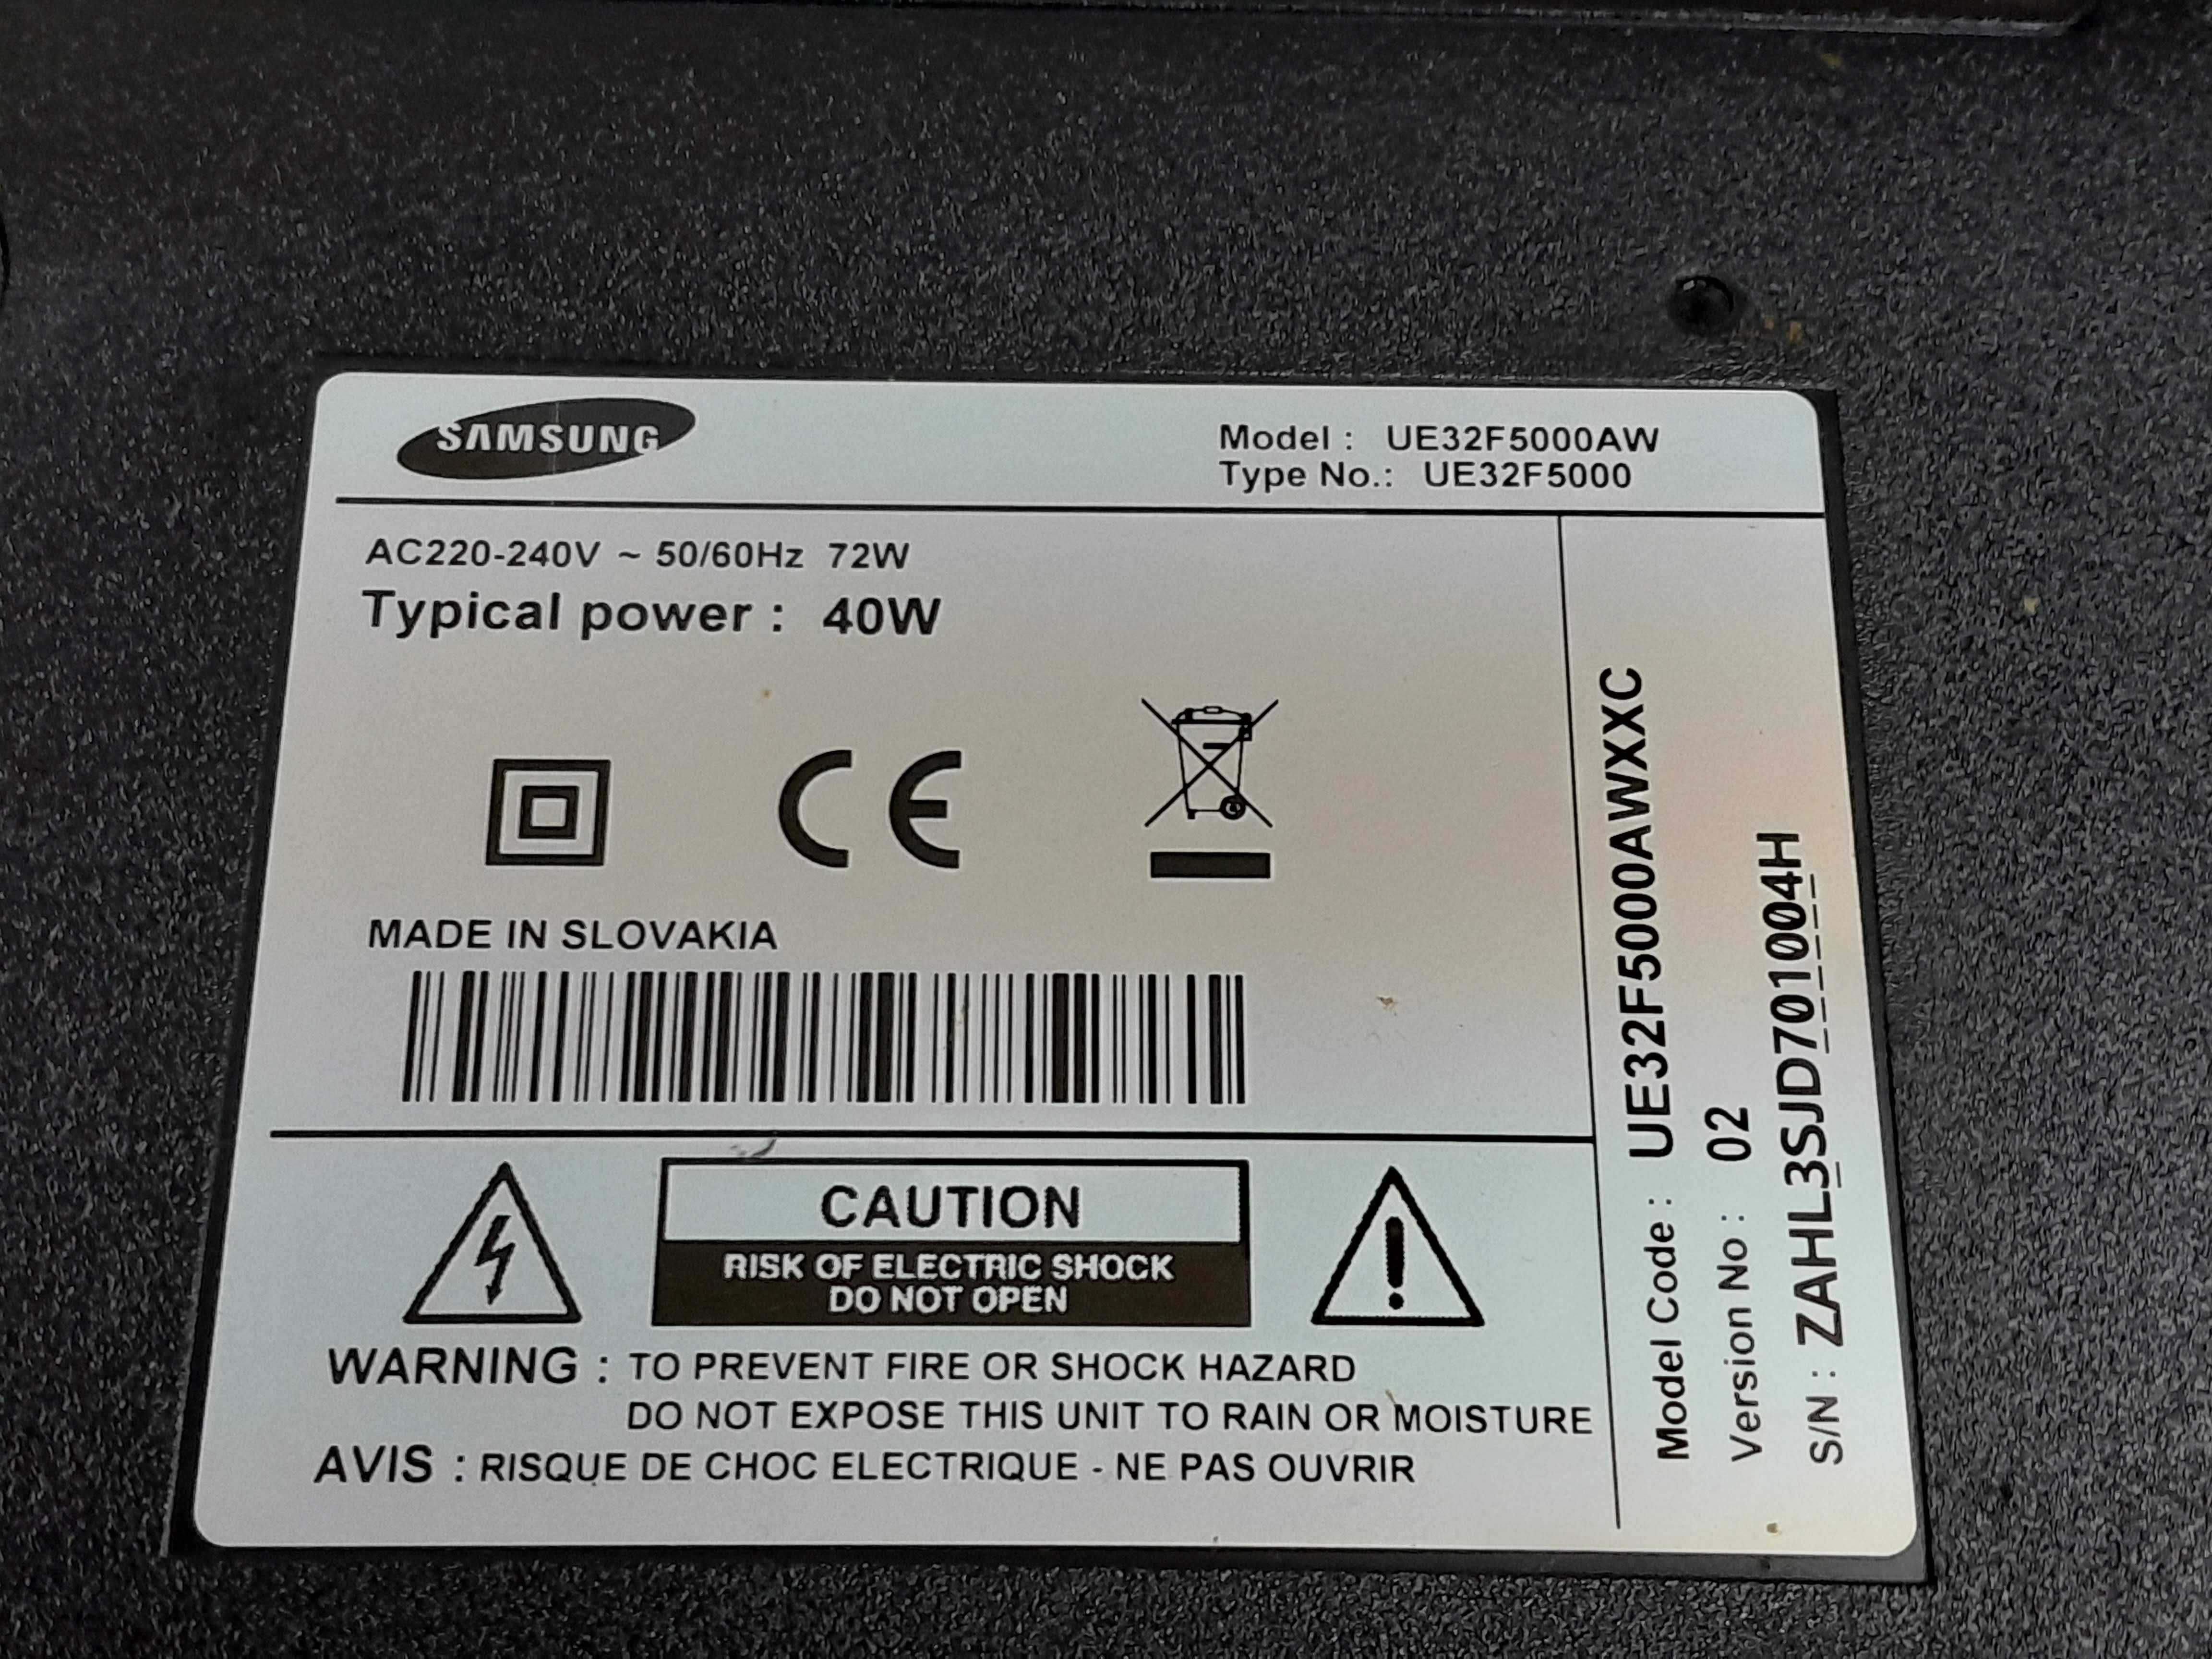 SAMSUNG
Model : UE32F5000AW
Type No.: UE32F5000
AC220-240V ~ 50/60Hz 72W
Typical power : 40W
CE
MADE IN SLOVAKIA
CAUTION
RISK OF ELECTRIC SHOCK
DO NOT OPEN
WARNING : TO PREVENT FIRE OR SHOCK HAZARD
DO NOT EXPOSE THIS UNIT TO RAIN OR MOISTURE
AVIS : RISQUE DE CHOC ELECTRIQUE - NE PAS OUVRIR
Model Code : UE32F5000AWXXC
Version No : 02
S/N : ZAHL3SJD701004H